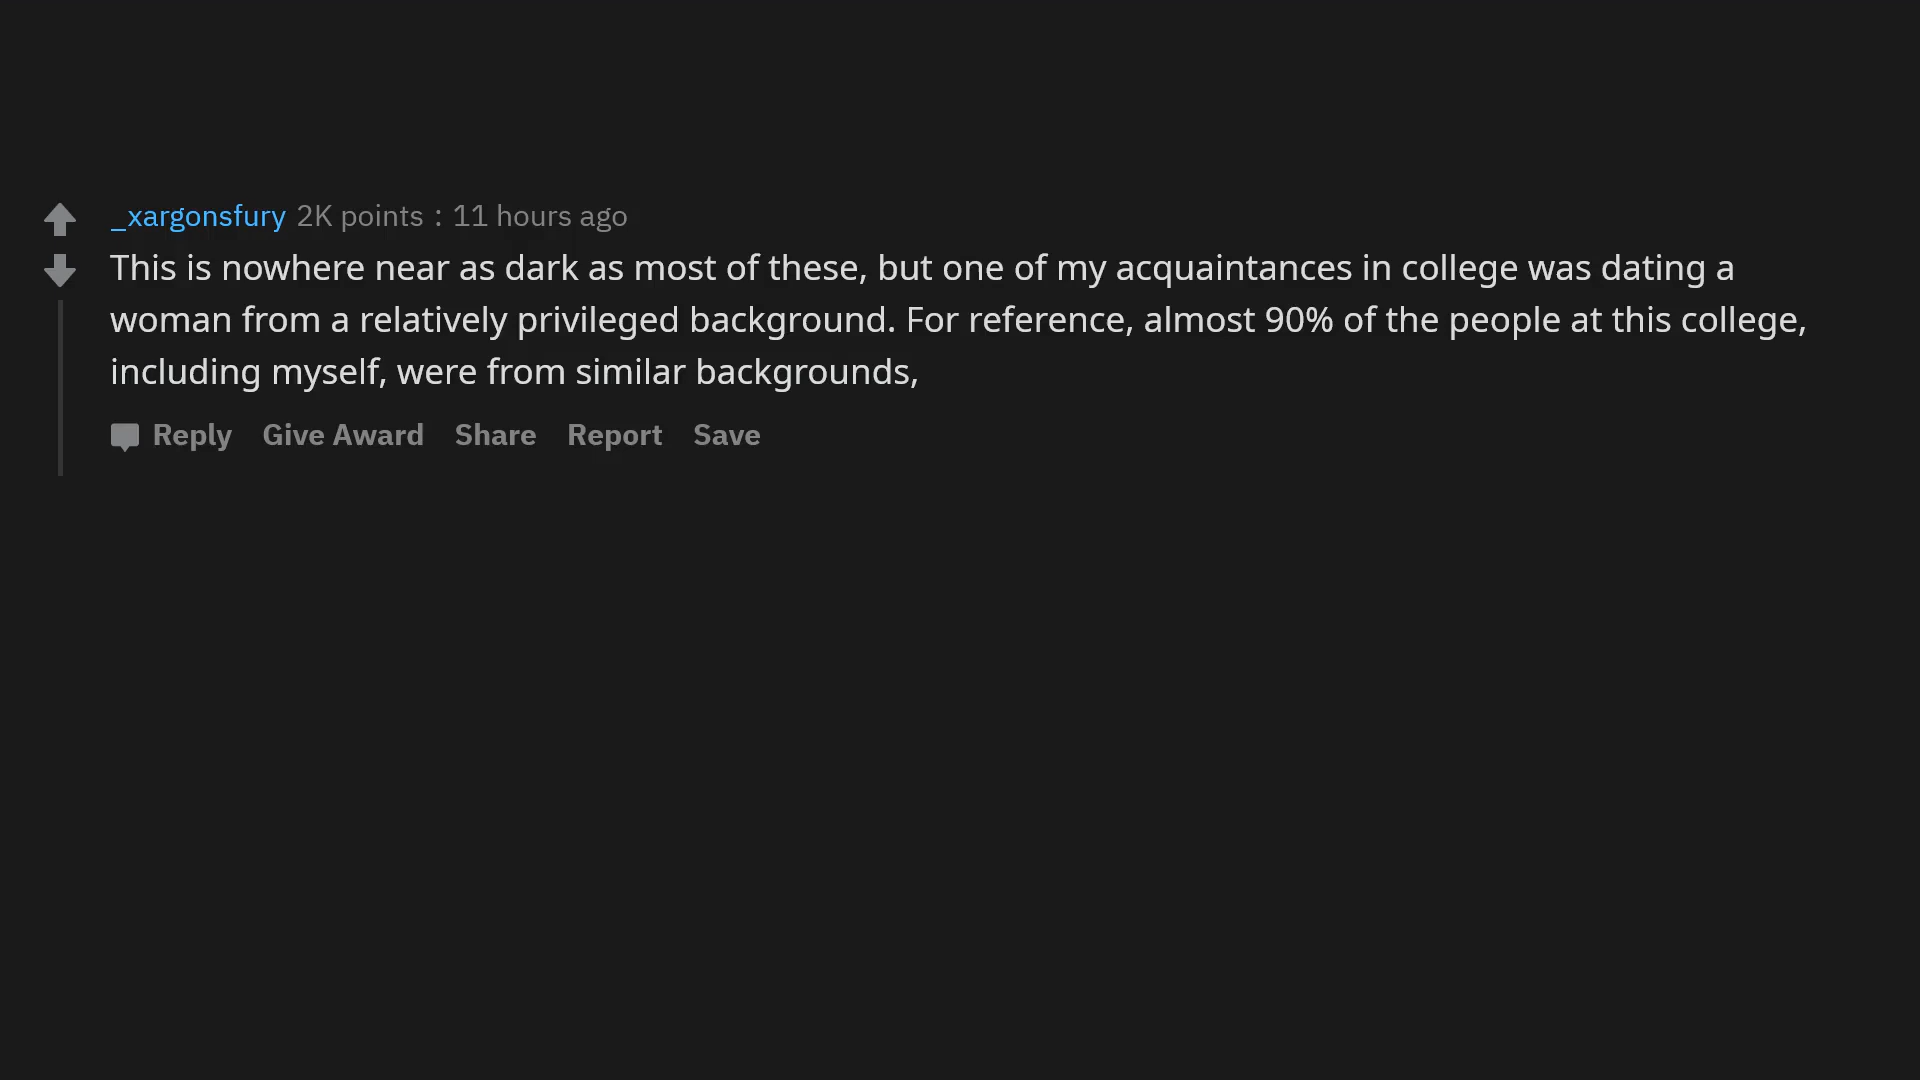 _xargonsfury 2K points : 11 hours ago
This is nowhere near as dark as most of these, but one of my acquaintances in college was dating a
woman from a relatively privileged background. For reference, almost 90% of the people at this college,
including myself, were from similar backgrounds,
Reply Give Award Share Report Save